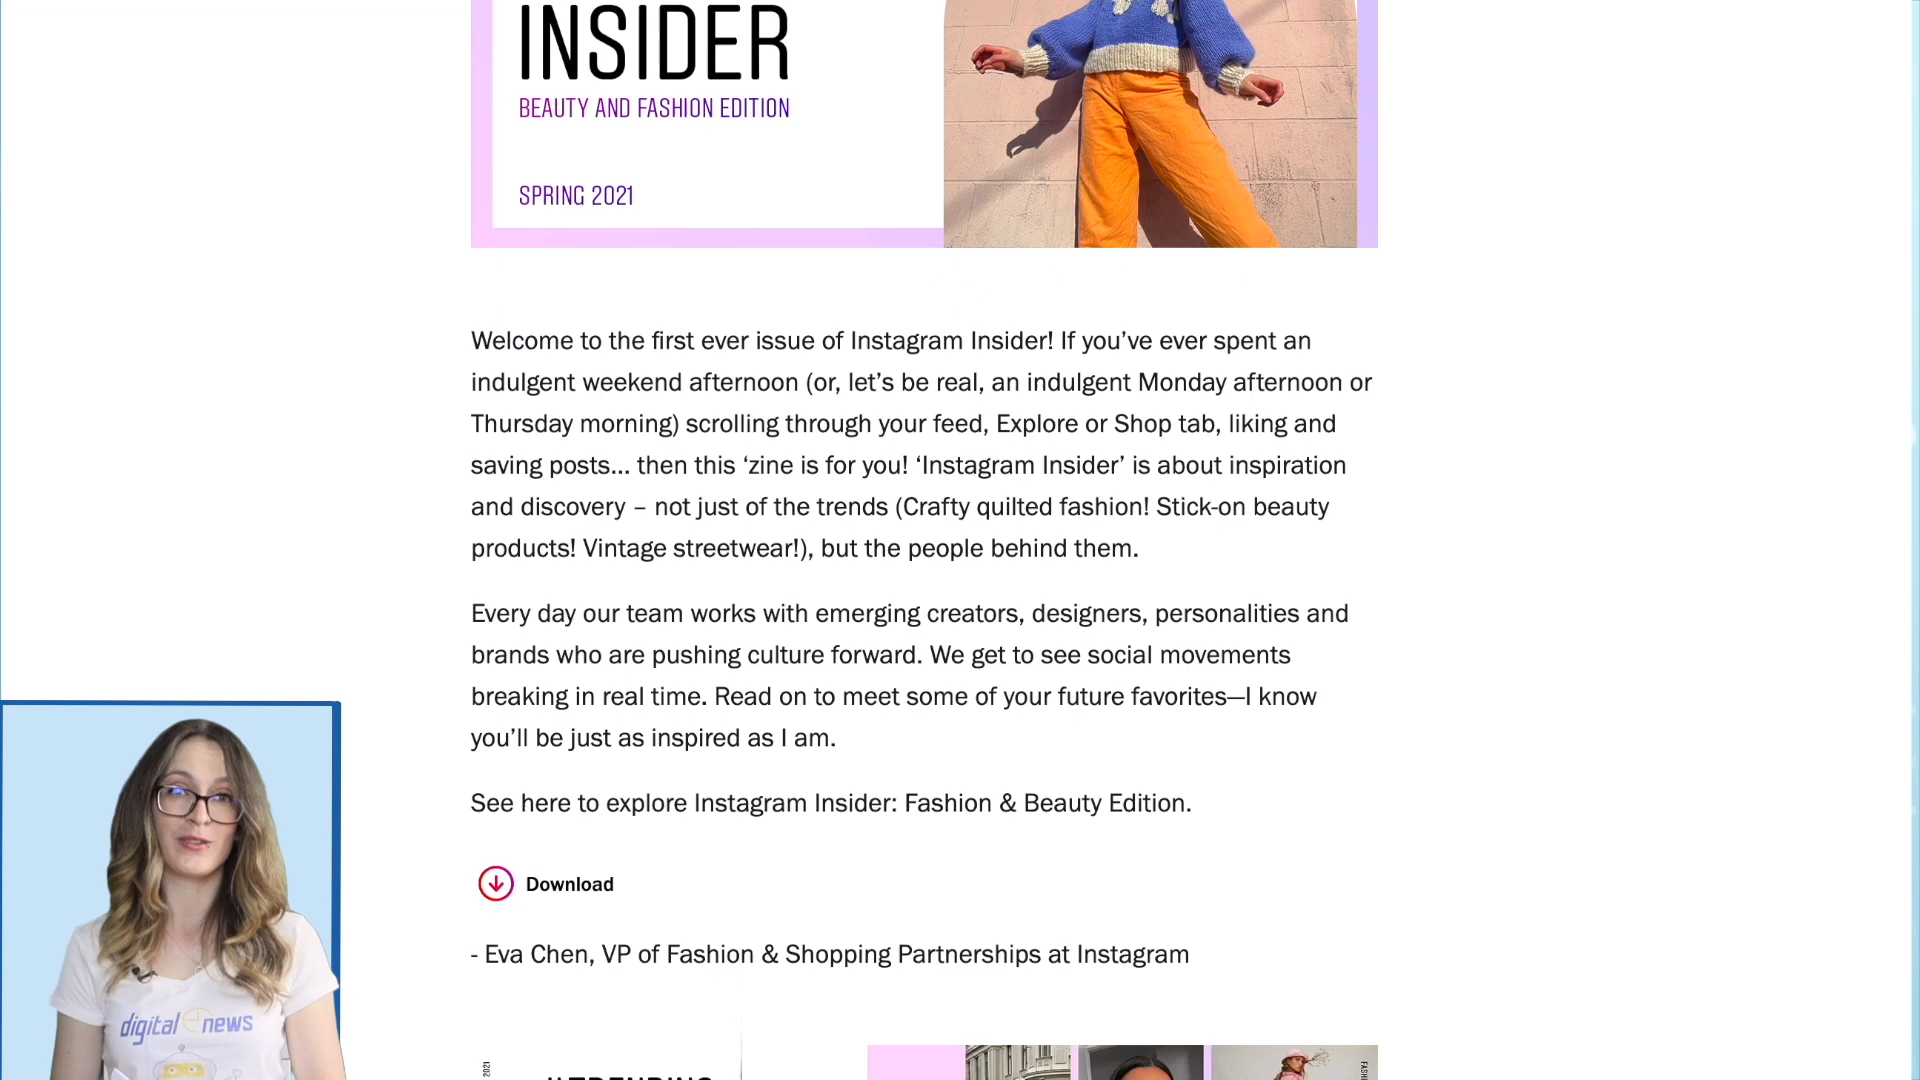 INSIDER
BEAUTY AND FASHION EDITION
SPRING 2021
Welcome to the first ever issue of Instagram Insider! If you’ve ever spent an
indulgent weekend afternoon (or, let’s be real, an indulgent Monday afternoon or
Thursday morning) scrolling through your feed, Explore or Shop tab, liking and
saving posts... then this ‘zine is for you! ‘Instagram Insider’ is about inspiration
and discovery – not just of the trends (Crafty quilted fashion! Stick-on beauty
products! Vintage streetwear!), but the people behind them.
Every day our team works with emerging creators, designers, personalities and
brands who are pushing culture forward. We get to see social movements
breaking in real time. Read on to meet some of your future favorites—I know
you’ll be just as inspired as I am.
See here to explore Instagram Insider: Fashion & Beauty Edition.
Download
- Eva Chen, VP of Fashion & Shopping Partnerships at Instagram
digital news
2021
#TRENDING